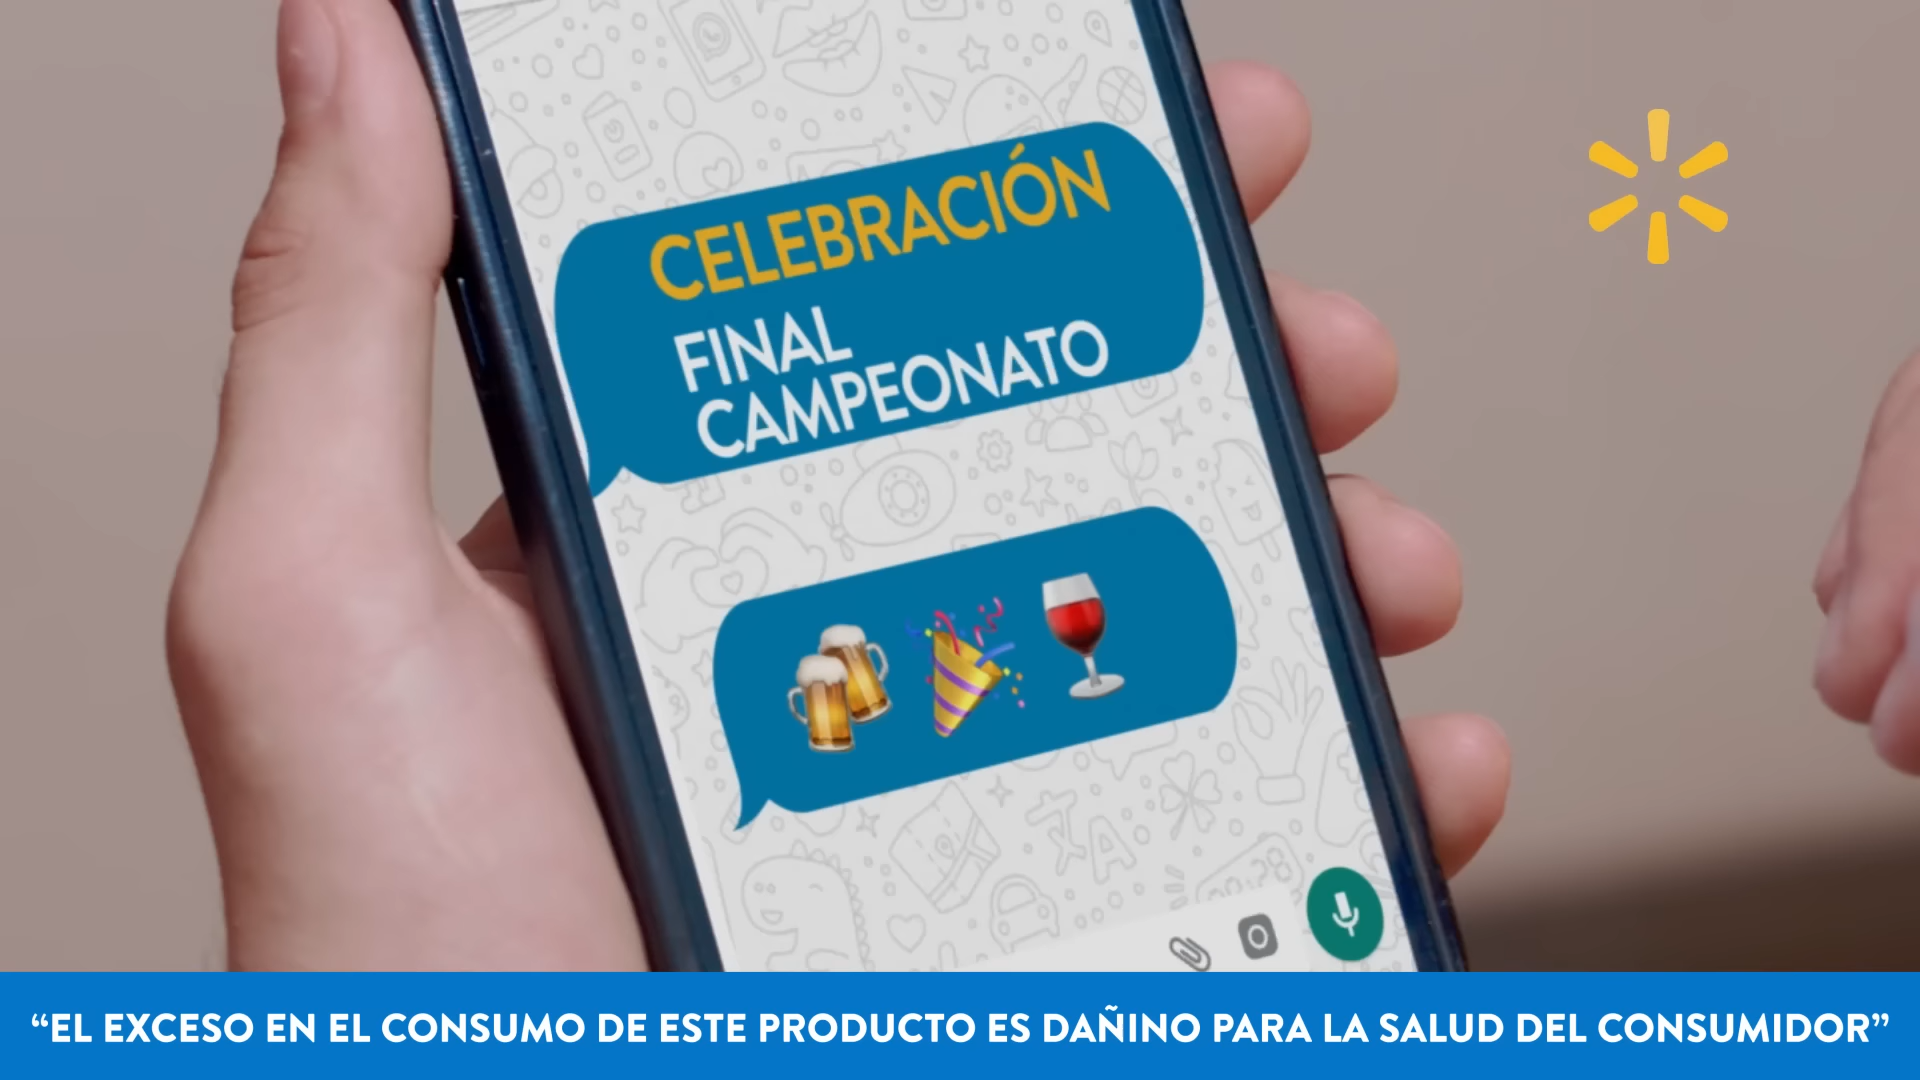 CELEBRACIÓN
FINAL
CAMPEONATO
“EL EXCESO EN EL CONSUMO DE ESTE PRODUCTO ES DAÑINO PARA LA SALUD DEL CONSUMIDOR”